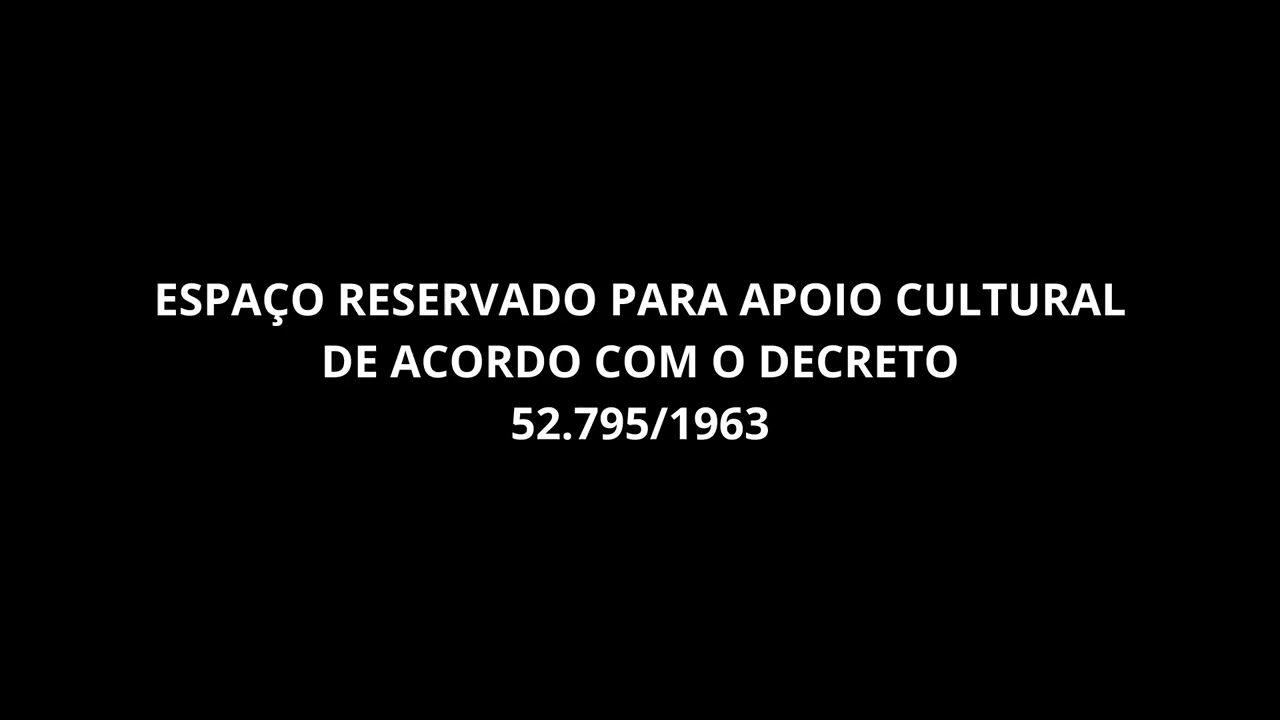 ESPAÇO RESERVADO PARA APOIO CULTURAL
DE ACORDO COM O DECRETO
52.795/1963